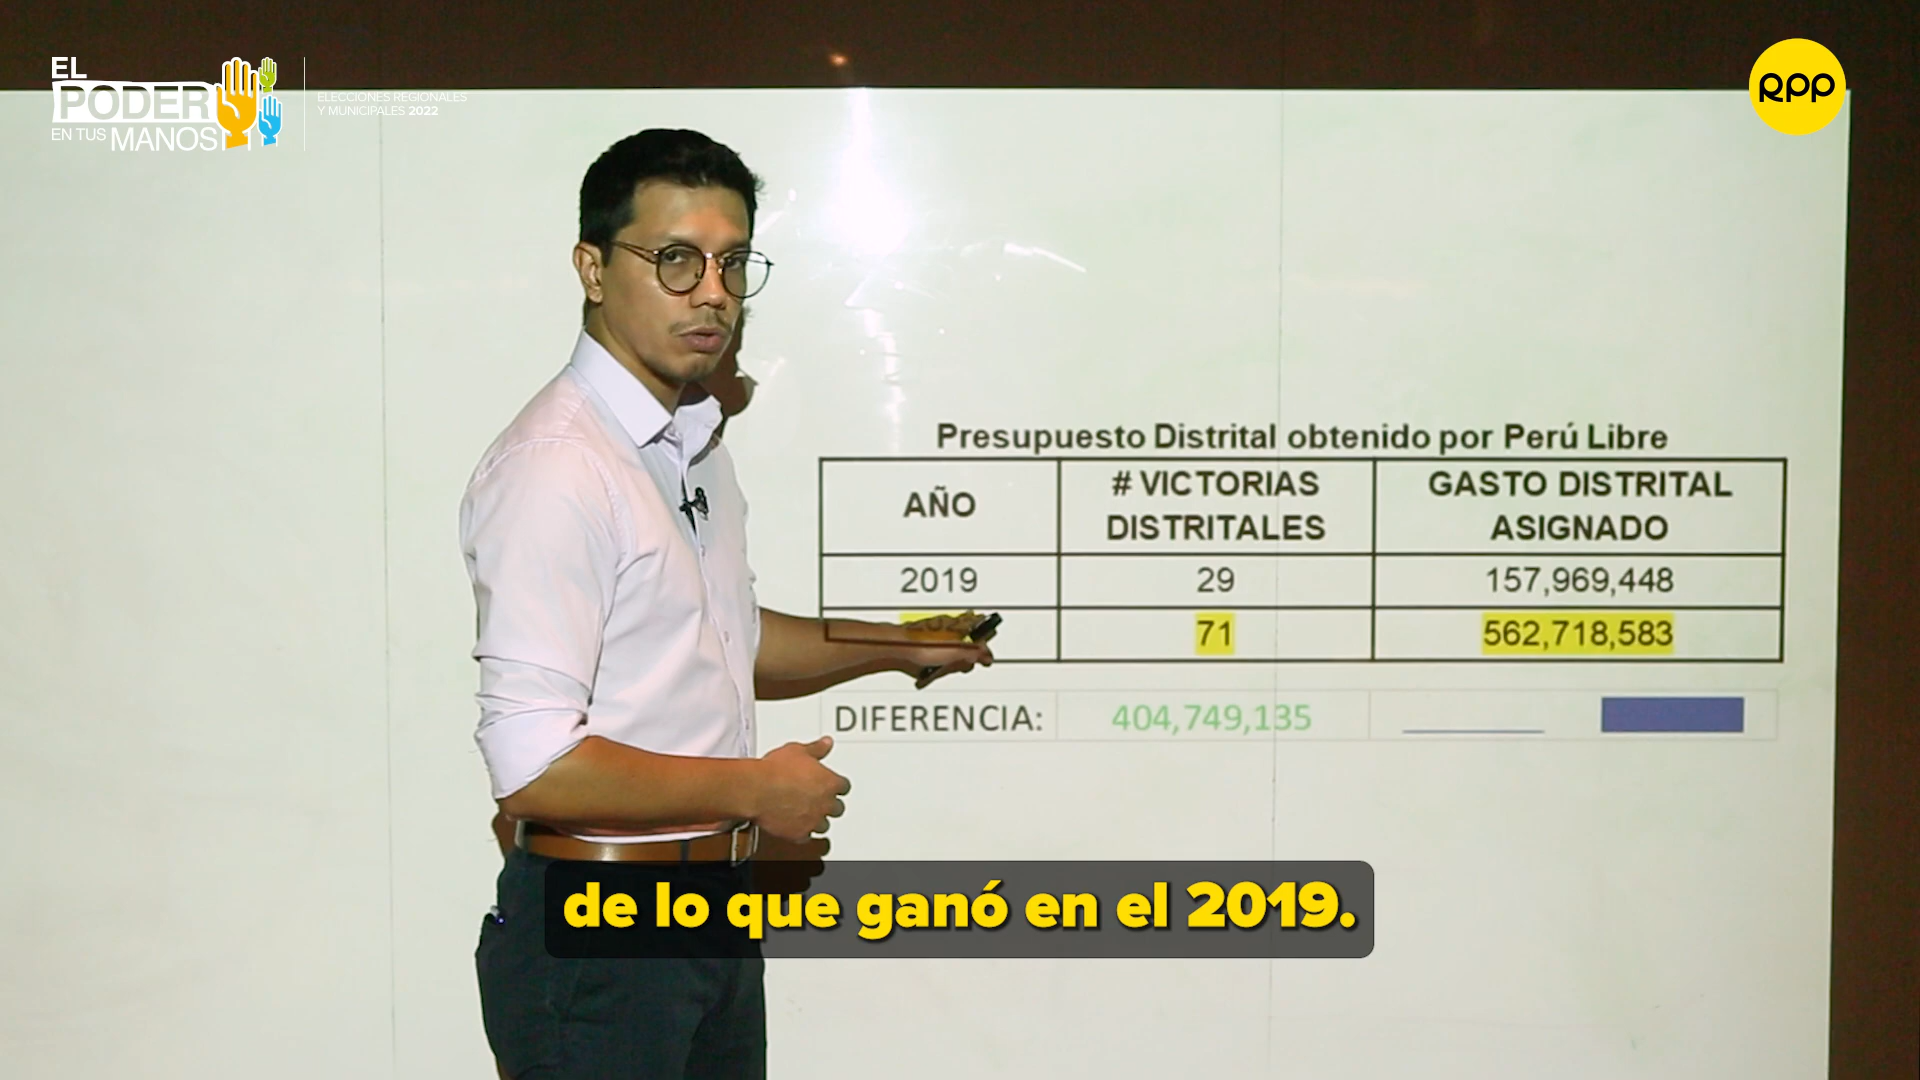 EL
PODER
EN TUS MANOS
ELECCIONES REGIONALES
Y MUNICIPALES 2022
RPP
Presupuesto Distrital obtenido por Perú Libre
AÑO
# VICTORIAS
DISTRITALES
GASTO DISTRITAL
ASIGNADO
2019
29
157,969,448
71
562,718,583
DIFERENCIA:
404,749,135
de lo que ganó en el 2019.